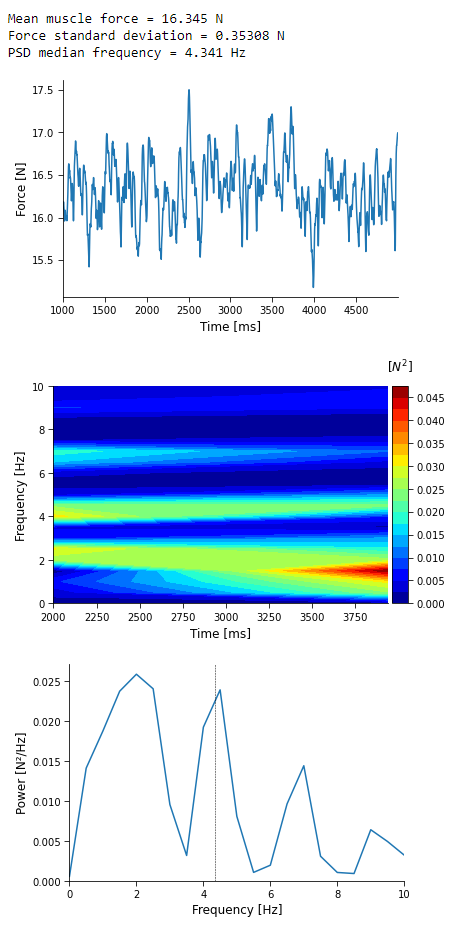 Mean muscle force = 16.345 N
Force standard deviation = 0.35308 N
PSD median frequency = 4.341 Hz
17.5
17.0
16.5
16.0
15.5
Force [N]
1000 1500 2000 2500 3000 3500 4000 4500
Time [ms]
[N²]
10
8
6
4
2
0
Frequency [Hz]
0.045
0.040
0.035
0.030
0.025
0.020
0.015
0.010
0.005
0.000
2000 2250 2500 2750 3000 3250 3500 3750
Time [ms]
0.025
0.020
0.015
0.010
0.005
0.000
Power [N²/Hz]
0 2 4 6 8 10
Frequency [Hz]